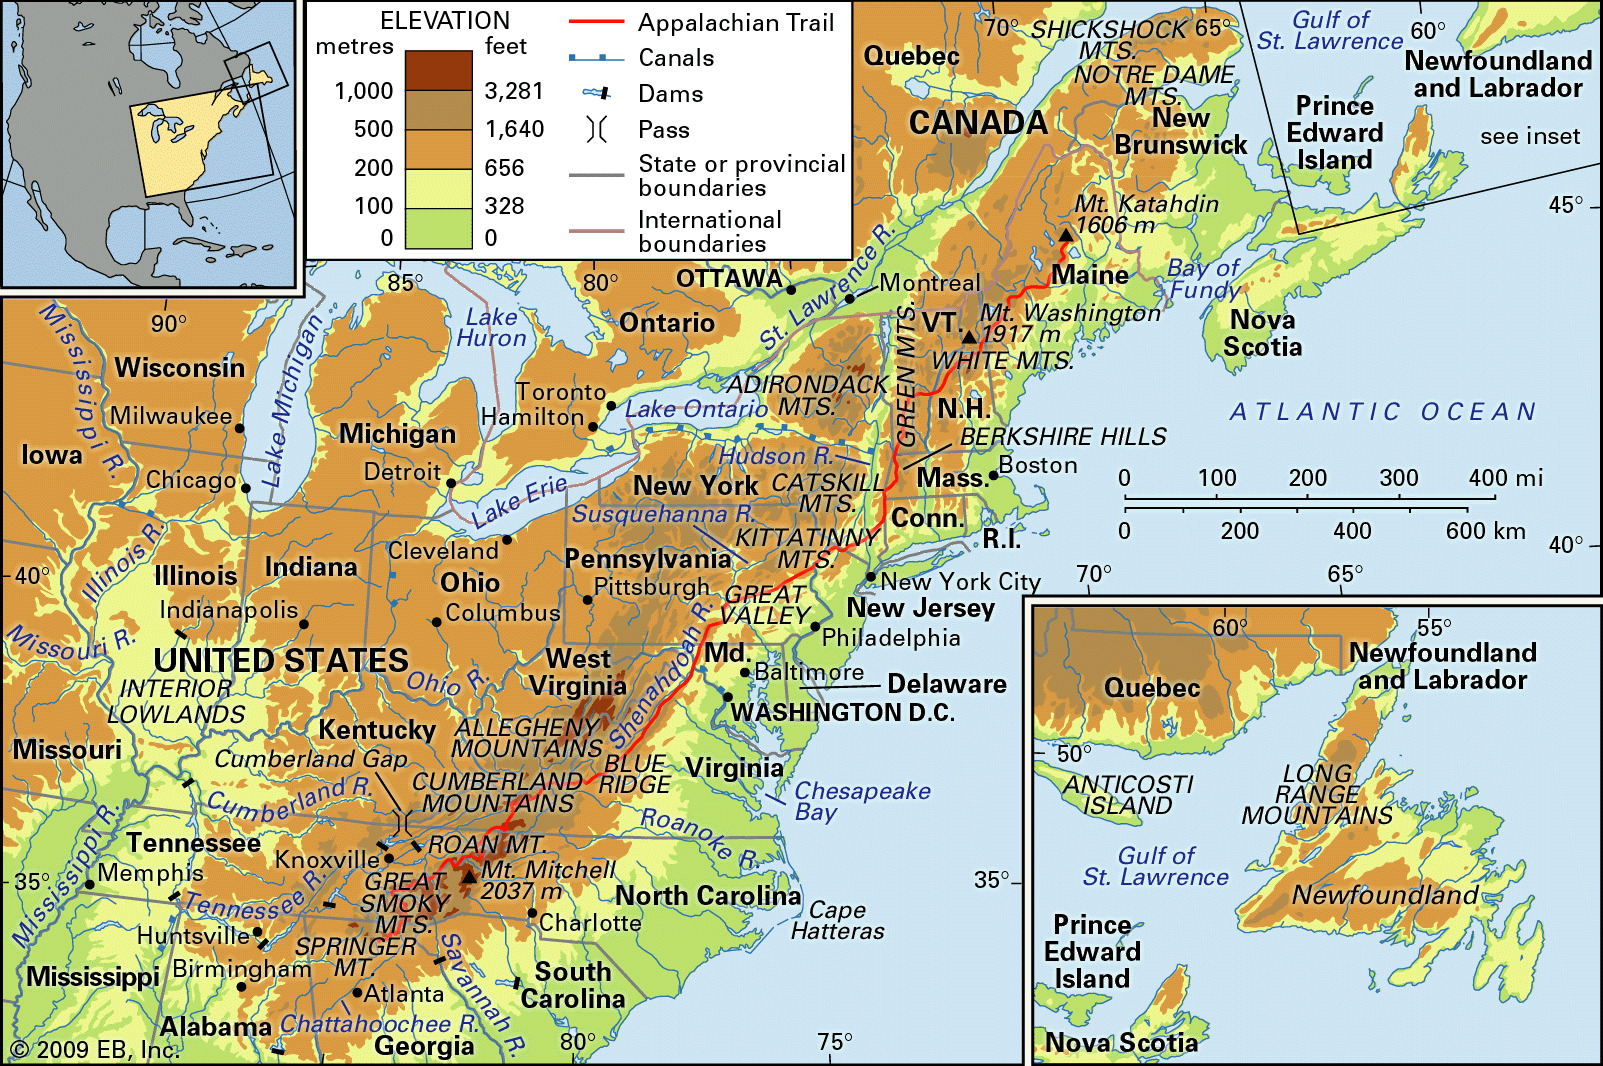 ELEVATION
metres feet
1,000 3,281
500 1,640
200 656
100 328
0 0
Appalachian Trail
Canals
Dams
Pass
State or provincial
boundaries
International
boundaries
70°
SHICKSHOCK
MTS.
65°
Gulf of
St. Lawrence
60°
Newfoundland
and Labrador
see inset
Quebec
NOTRE DAME
MTS.
CANADA
New
Brunswick
Prince
Edward
Island
45°
Mt. Katahdin
1606 m
Maine
Bay of
Fundy
Nova
Scotia
85°
80°
OTTAWA
Montreal
St. Lawrence R.
90°
Mississippi R.
Wisconsin
Milwaukee
Lake Michigan
Lake
Huron
Ontario
Toronto
Hamilton
Lake Ontario
ADIRONDACK
MTS.
GREEN MTS.
VT.
Mt. Washington
1917 m
WHITE MTS.
N.H.
ATLANTIC OCEAN
Iowa
Michigan
Chicago
Detroit
Lake Erie
Hudson R.
BERKSHIRE HILLS
Boston
Mass.
New York
CATSKILL
MTS.
Susquehanna R.
Conn.
R.I.
0 100 200 300 400 mi
0 200 400 600 km
40°
70°
65°
Illinois R.
Cleveland
KITTATINNY
MTS.
Pennsylvania
Pittsburgh
New York City
40°
Illinois
Indiana
Ohio
Indianapolis
Columbus
GREAT
VALLEY
New Jersey
Philadelphia
Missouri R.
UNITED STATES
INTERIOR
LOWLANDS
Ohio R.
West
Virginia
Shenandoah R.
Md.
Baltimore
Delaware
WASHINGTON D.C.
Missouri
Kentucky
ALLEGHENY
MOUNTAINS
Cumberland Gap
CUMBERLAND
MOUNTAINS
BLUE
RIDGE
Virginia
Chesapeake
Bay
Cumberland R.
Roanoke R.
Mississippi R.
Tennessee
Knoxville
ROAN MT.
Mt. Mitchell
2037 m
35°
Memphis
GREAT
SMOKY
MTS.
North Carolina
35°
Tennessee R.
Charlotte
Cape
Hatteras
Huntsville
SPRINGER
MT.
Savannah R.
Mississippi
Birmingham
Atlanta
South
Carolina
Alabama
Chattahoochee R.
Georgia
© 2009 EB, Inc.
80°
75°
60°
55°
Newfoundland
and Labrador
Quebec
50°
ANTICOSTI
ISLAND
LONG
RANGE
MOUNTAINS
Gulf of
St. Lawrence
Newfoundland
Prince
Edward
Island
Nova Scotia